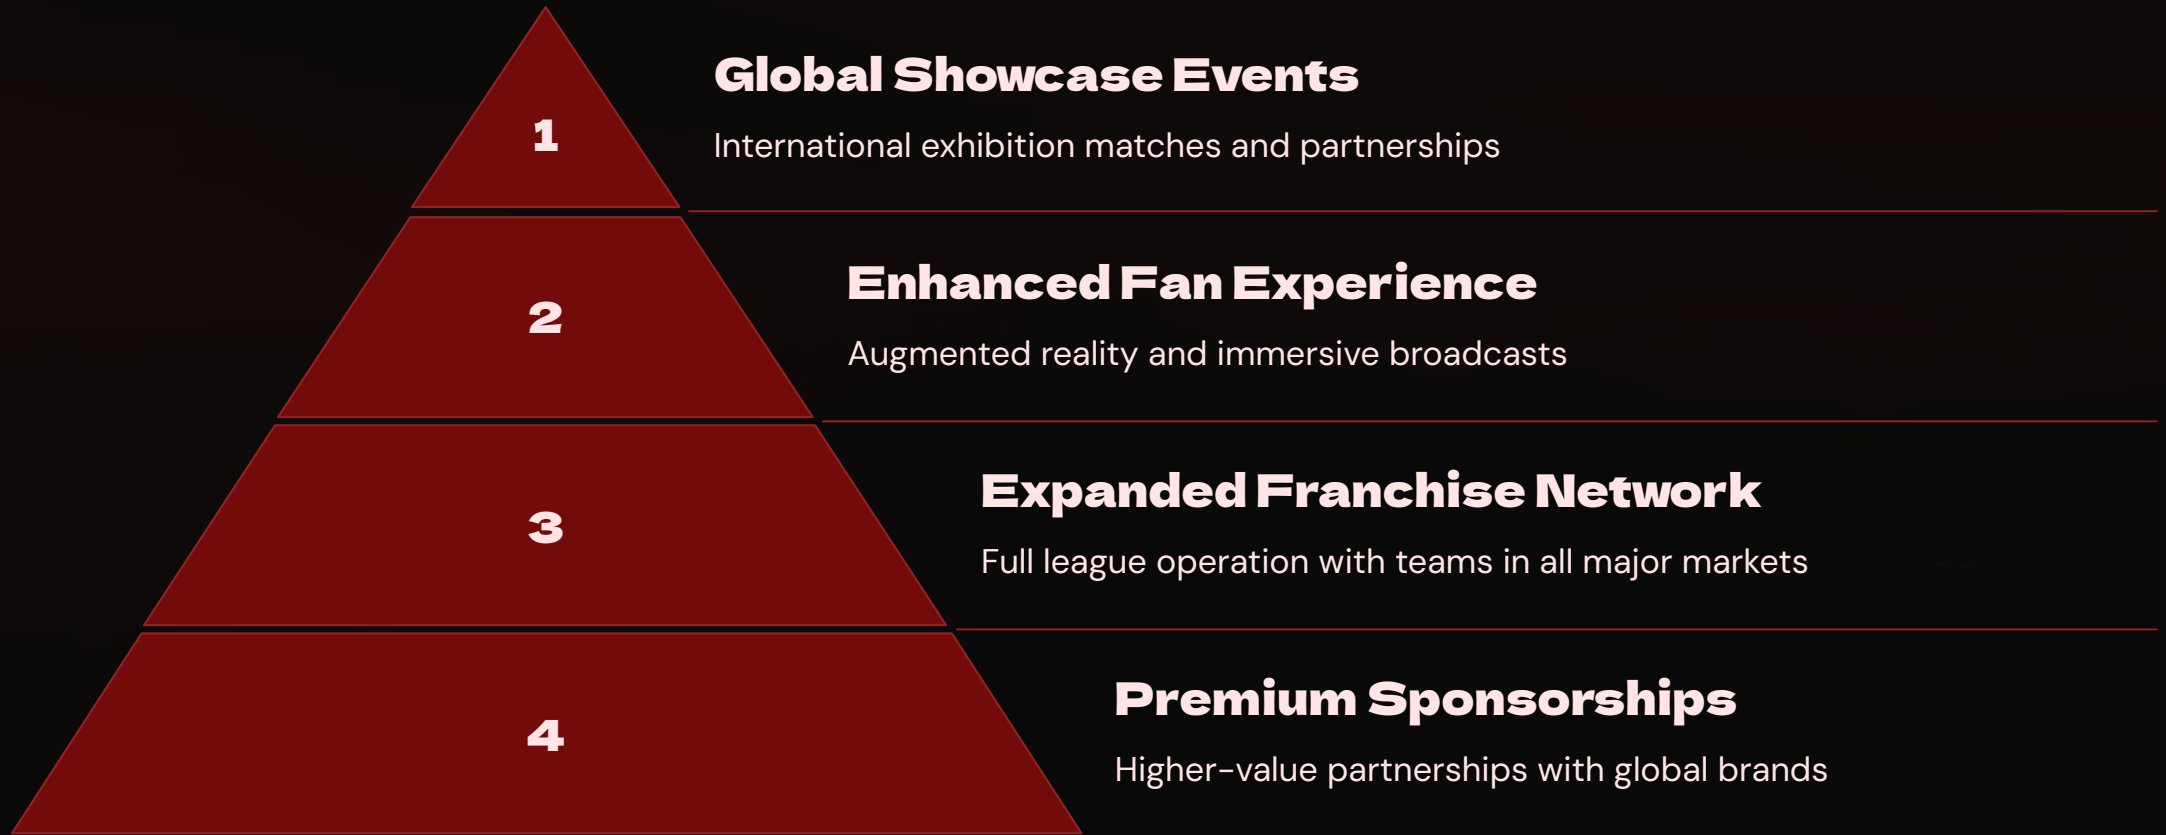 1
Global Showcase Events
International exhibition matches and partnerships
2
Enhanced Fan Experience
Augmented reality and immersive broadcasts
3
Expanded Franchise Network
Full league operation with teams in all major markets
4
Premium Sponsorships
Higher-value partnerships with global brands